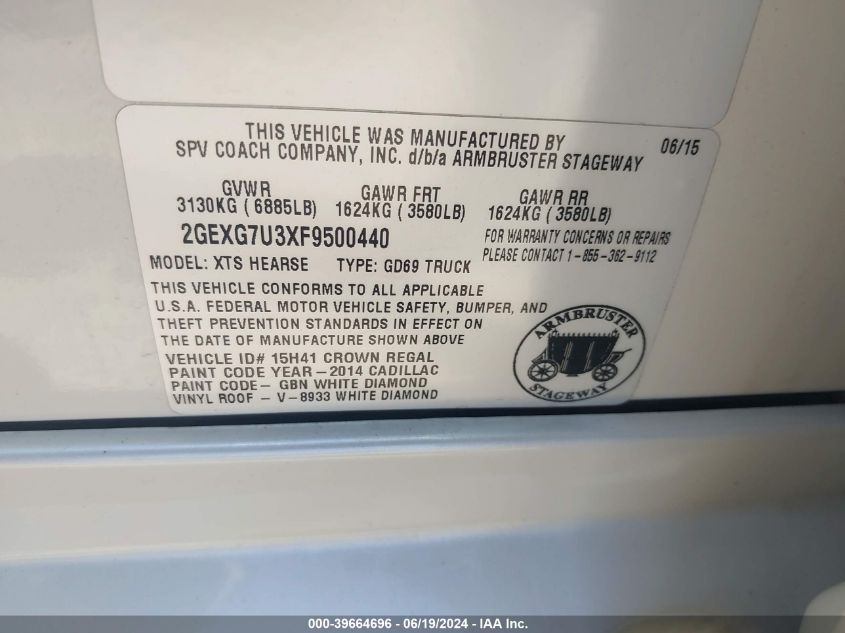 THIS VEHICLE WAS MANUFACTURED BY 06/15
SPV COACH COMPANY, INC. d/b/a ARMBRUSTER STAGEWAY
GVWR GAWR FRT GAWR RR
3130KG ( 6885LB) 1624KG ( 3580LB) 1624KG ( 3580LB)
2GEXG7U3XF9500440
FOR WARRANTY CONCERNS OR REPAIRS
PLEASE CONTACT 1-855-362-9112
MODEL: XTS HEARSE TYPE: GD69 TRUCK
THIS VEHICLE CONFORMS TO ALL APPLICABLE
U.S.A. FEDERAL MOTOR VEHICLE SAFETY, BUMPER, AND
THEFT PREVENTION STANDARDS IN EFFECT ON
THE DATE OF MANUFACTURE SHOWN ABOVE
VEHICLE ID# 15H41 CROWN REGAL
PAINT CODE YEAR-2014 CADILLAC
PAINT CODE- GBN WHITE DIAMOND
VINYL ROOF - V-8933 WHITE DIAMOND
ARMBRUSTER
STAGEWAY
000-39664696 - 06/19/2024 - IAA Inc.